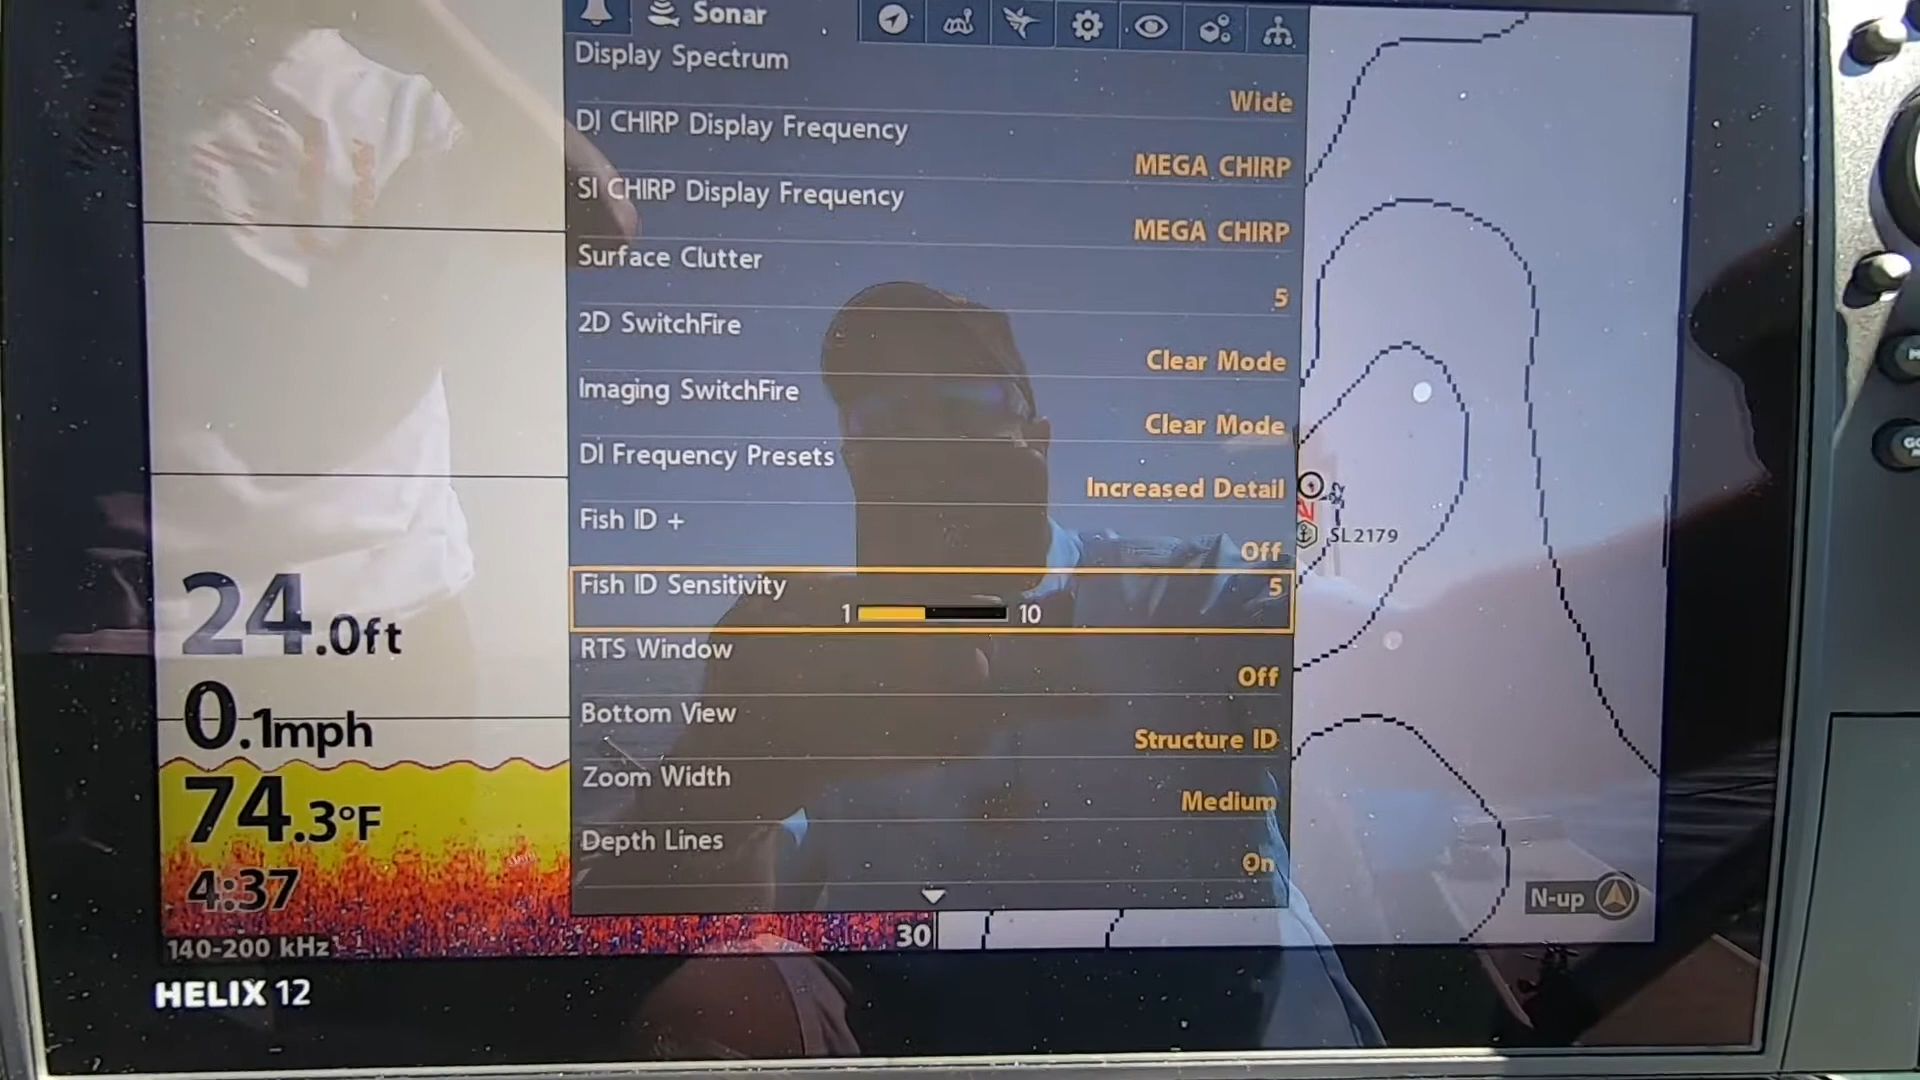 Sonar
Display Spectrum
Wide
DI CHIRP Display Frequency
MEGA CHIRP
SI CHIRP Display Frequency
MEGA CHIRP
Surface Clutter
5
2D SwitchFire
Clear Mode
Imaging SwitchFire
Clear Mode
DI Frequency Presets
Increased Detail
Fish ID +
Off
Fish ID Sensitivity
5
1 10
RTS Window
Off
Bottom View
Structure ID
Zoom Width
Medium
Depth Lines
On
24.0ft
0.1mph
74.3°F
4:37
140-200 kHz
30
SL2179
N-up
HELIX 12